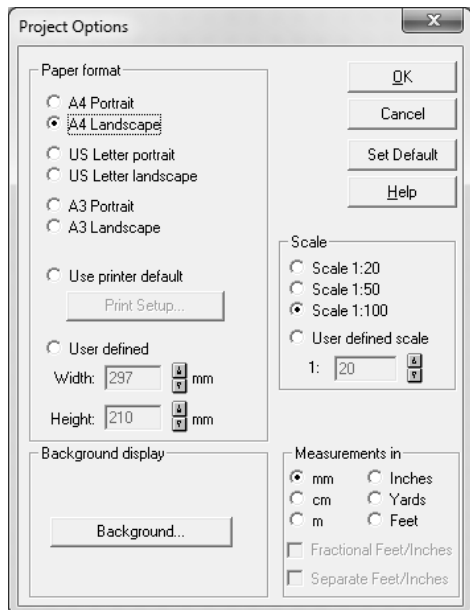 Project Options
X
Paper format
A4 Portrait
A4 Landscape
US Letter portrait
US Letter landscape
A3 Portrait
A3 Landscape
Use printer default
Print Setup...
User defined
Width: 297 mm
Height: 210 mm
OK
Cancel
Set Default
Help
Scale
Scale 1:20
Scale 1:50
Scale 1:100
User defined scale
1: 20
Background display
Background...
Measurements in
mm Inches
cm Yards
m Feet
Fractional Feet/Inches
Separate Feet/Inches